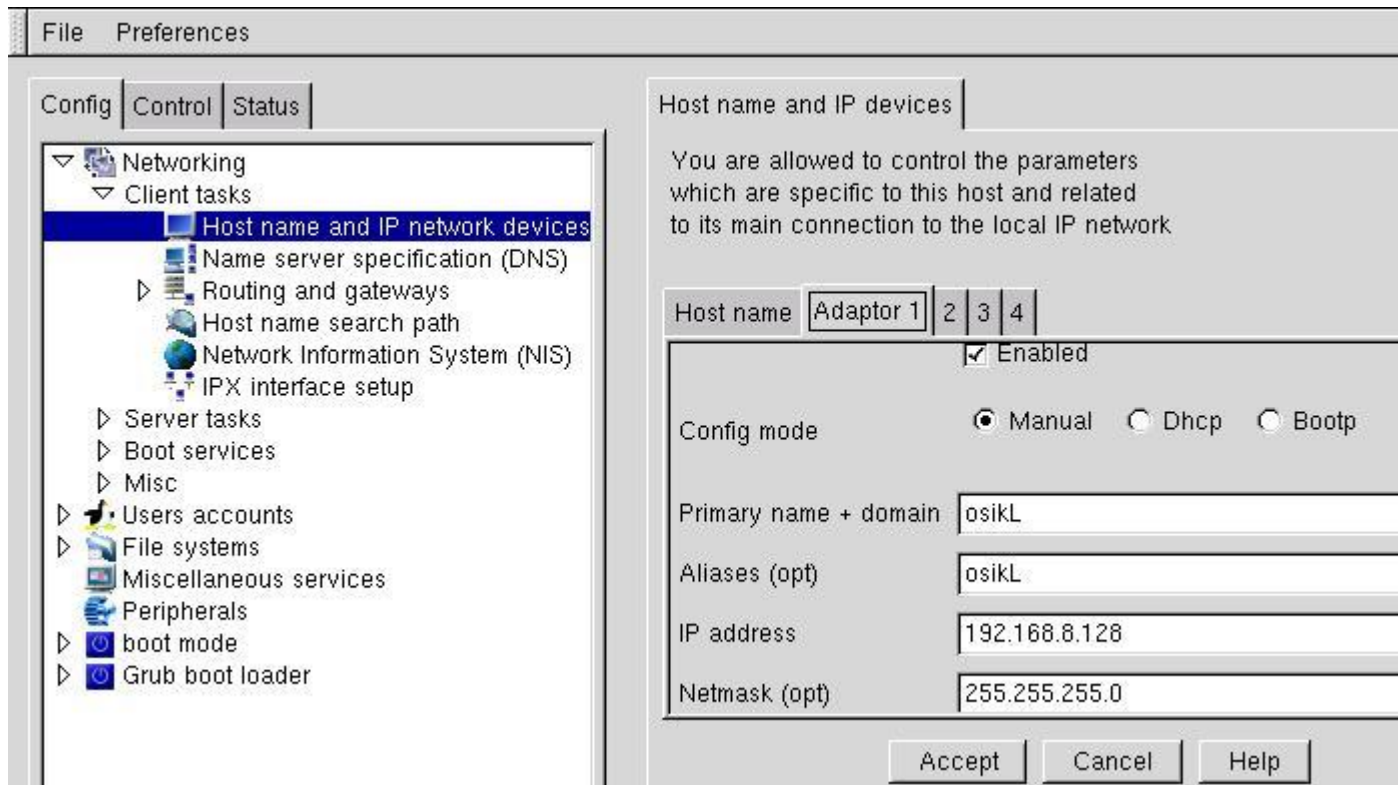 File Preferences
Config Control Status
Networking
Client tasks
Host name and IP network devices
Name server specification (DNS)
Routing and gateways
Host name search path
Network Information System (NIS)
IPX interface setup
Server tasks
Boot services
Misc
Users accounts
File systems
Miscellaneous services
Peripherals
boot mode
Grub boot loader
Host name and IP devices
You are allowed to control the parameters
which are specific to this host and related
to its main connection to the local IP network
Host name Adaptor 1 2 3 4
Enabled
Config mode Manual Dhcp Bootp
Primary name + domain osikL
Aliases (opt) osikL
IP address 192.168.8.128
Netmask (opt) 255.255.255.0
Accept Cancel Help